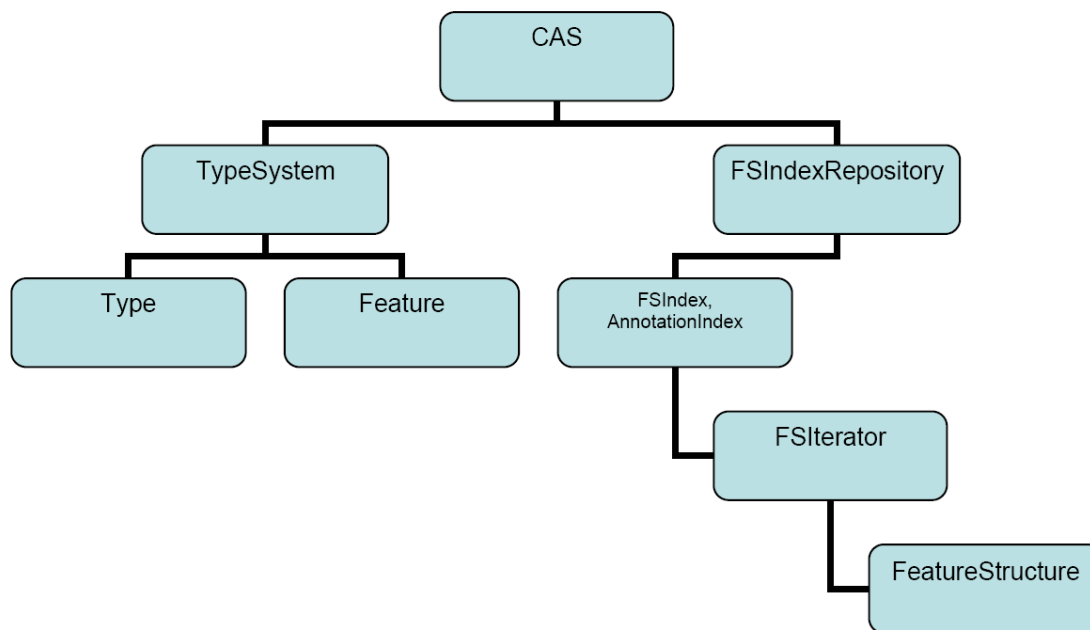 CAS
TypeSystem
FSIndexRepository
Type
Feature
FSIndex,
AnnotationIndex
FSIterator
FeatureStructure